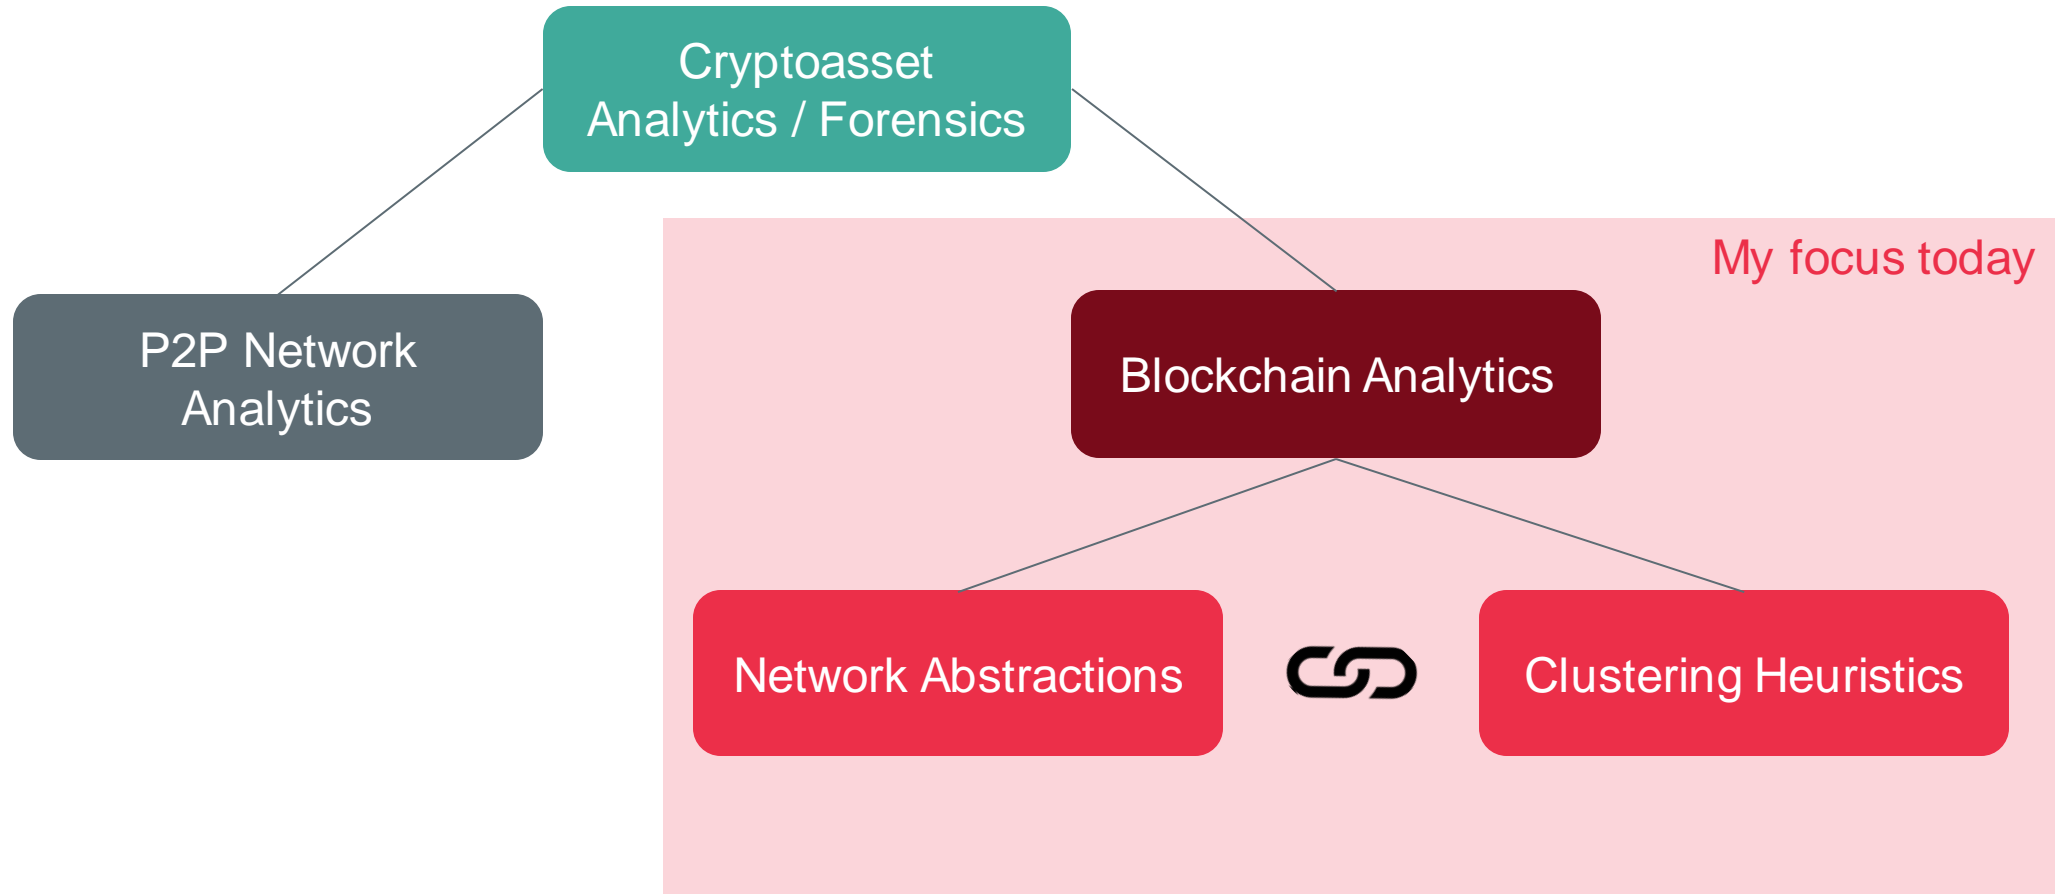 Cryptoasset
Analytics / Forensics
My focus today
P2P Network
Analytics
Blockchain Analytics
Network Abstractions
Clustering Heuristics